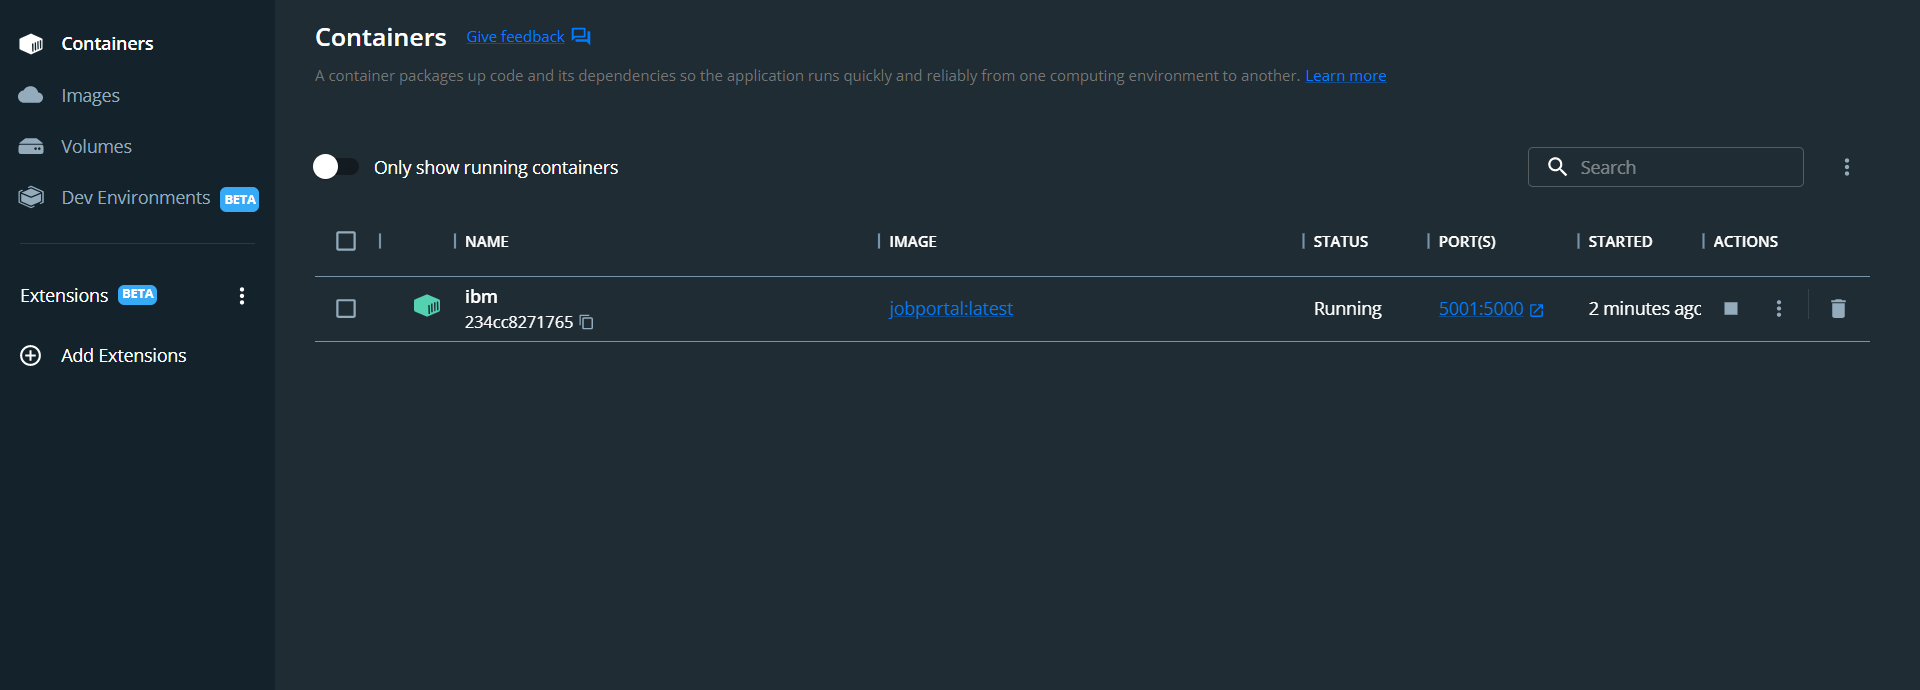 Containers
Images
Volumes
Dev Environments BETA
Extensions BETA
Add Extensions
Containers Give feedback
A container packages up code and its dependencies so the application runs quickly and reliably from one computing environment to another. Learn more
Only show running containers
Search
NAME IMAGE STATUS PORT(S) STARTED ACTIONS
ibm
234cc8271765
jobportal:latest
Running
5001:5000
2 minutes ago